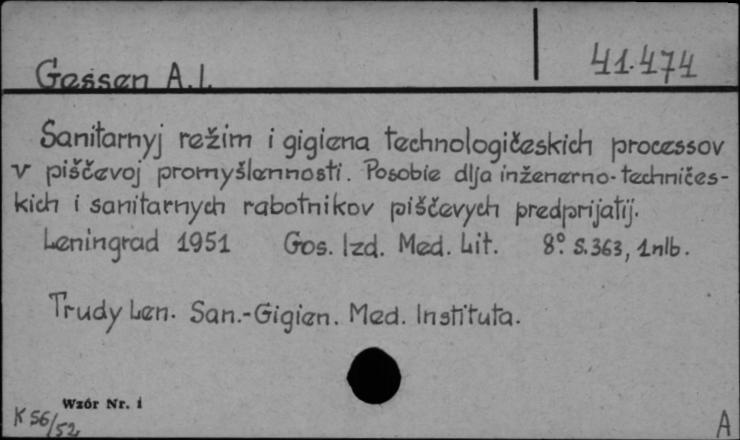 Gessen A.I.
41.474
Sanitarnyj režim i gigiena technologičeskich processov
v piščevoj promyšlennosti. Posobie dlja inženerno-techničes-
kich i sanitarnych rabotnikov piščevych predprijatij.
Leningrad 1951 Gos. Izd. Med. Lit. 8° S.363, 1nlb.
Trudy Len. San.-Gigien. Med. Instituta.
Wzór Nr. 1
K 56/52
A